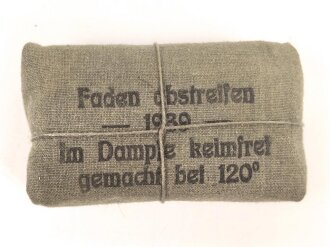 Faden abstreifen
— 1939 —
im Dampfe keimfrei
gemacht bei 120°